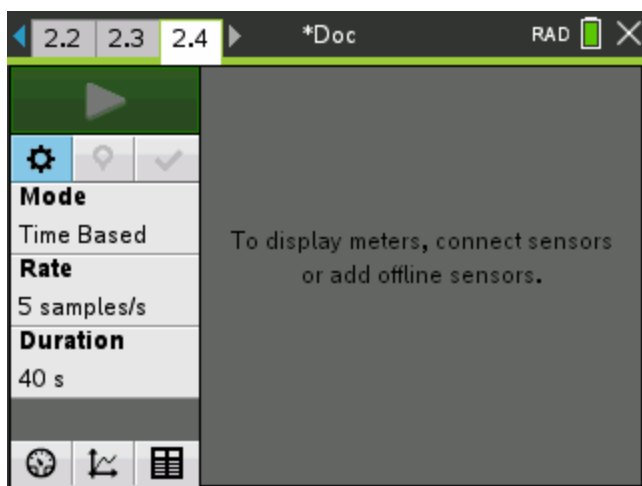 2.2 2.3 2.4 *Doc RAD
Mode
Time Based
Rate
5 samples/s
Duration
40 s
To display meters, connect sensors
or add offline sensors.